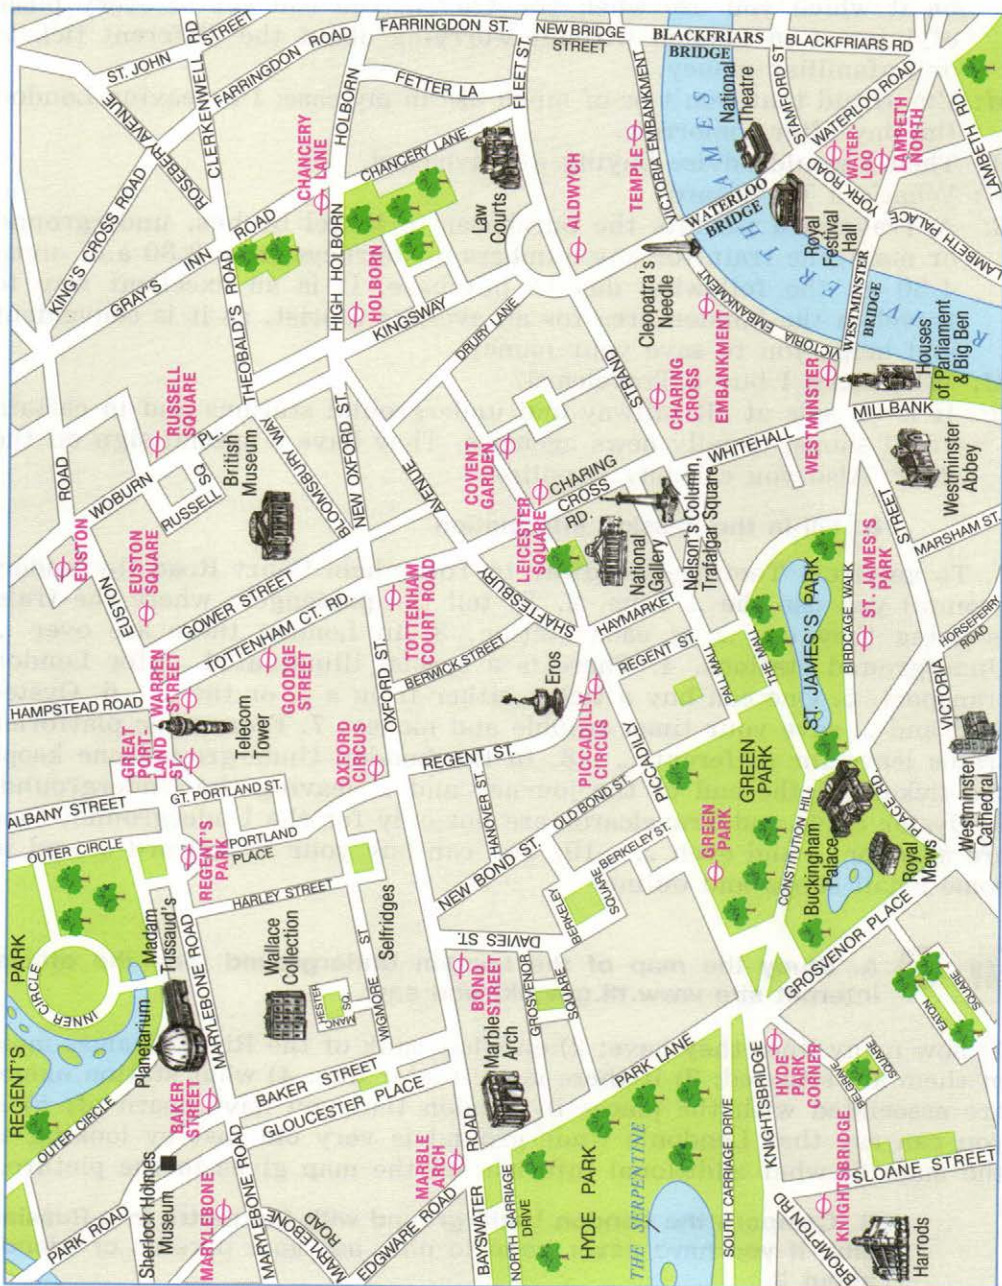 REGENT'S
PARK
INNER CIRCLE
OUTER CIRCLE
OUTER CIRCLE
PARK ROAD
Sherlock Holmes
Museum
Planetarium
Madam
Tussaud's
BAKER
STREET
MARYLEBONE
MARYLEBONE ROAD
MARYLEBONE ROAD
MARYLEBONE
ROAD
EDGWARE ROAD
GLOUCESTER PLACE
BAKER STREET
Wallace
Collection
MANCHESTER
SQ.
WIGMORE ST.
Selfridges
HARLEY STREET
PORTLAND
PLACE
REGENT'S
PARK
GT. PORTLAND ST.
ALBANY STREET
GREAT
PORT-
LAND
ST.
WARREN
STREET
Telecom
Tower
HAMPSTEAD ROAD
EUSTON
ROAD
EUSTON
EUSTON
SQUARE
TOTTENHAM CT. RD.
GOWER STREET
GOODGE
STREET
WOBURN PL.
RUSSELL SQ.
RUSSELL
SQUARE
British
Museum
BLOOMSBURY WAY
THEOBALD'S ROAD
KING'S CROSS ROAD
GRAY'S INN ROAD
ROSEBERY AVENUE
CLERKENWELL RD
ST. JOHN STREET
FARRINGDON ROAD
FARRINGDON ST.
CHANCERY
LANE
HOLBORN
HIGH HOLBORN
HOLBORN
FETTER LA
CHANCERY LANE
FLEET ST.
Law
Courts
NEW BRIDGE
STREET
BLACKFRIARS
BRIDGE
BLACKFRIARS RD
KINGSWAY
DRURY LANE
NEW OXFORD ST.
OXFORD ST.
TOTTENHAM
COURT ROAD
OXFORD
CIRCUS
BERWICK STREET
SHAFTESBURY AVENUE
COVENT
GARDEN
LEICESTER
SQUARE
CHARING
CROSS
RD.
ALDWYCH
TEMPLE
VICTORIA EMBANKMENT
STRAND
Cleopatra's
Needle
WATERLOO
BRIDGE
National
Theatre
Royal
Festival
Hall
STAMFORD ST
WATERLOO ROAD
WATER-
LOO
YORK ROAD
LAMBETH
NORTH
LAMBETH RD.
LAMBETH PALACE
RIVER THAMES
CHARING
CROSS
EMBANKMENT
VICTORIA EMBANKMENT
WESTMINSTER
BRIDGE
WESTMINSTER
Houses
of Parliament
& Big Ben
MILLBANK
Westminster
Abbey
WHITEHALL
Nelson's Column,
Trafalgar Square
National
Gallery
HAYMARKET
REGENT ST.
PALL MALL
THE MALL
Eros
PICCADILLY
CIRCUS
REGENT ST.
HANOVER ST.
NEW BOND ST.
OLD BOND ST.
PICCADILLY
BERKELEY ST.
BERKELEY
SQUARE
DAVIES ST.
BOND
STREET
GROSVENOR
SQUARE
Marble
Arch
MARBLE
ARCH
BAYSWATER ROAD
NORTH CARRIAGE
DRIVE
HYDE PARK
THE SERPENTINE
SOUTH CARRIAGE DRIVE
PARK LANE
KNIGHTSBRIDGE
BROMPTON RD
KNIGHTSBRIDGE
Harrods
SLOANE STREET
HYDE
PARK
CORNER
BELGRAVE
SQUARE
EATON
SQUARE
GROSVENOR PLACE
GREEN
PARK
GREEN
PARK
CONSTITUTION HILL
Buckingham
Palace
Royal
Mews
PALACE RD.
ST. JAMES'S PARK
BIRDCAGE WALK
ST. JAMES'S
PARK
VICTORIA
STREET
Westminster
Cathedral
HORSEFERRY
ROAD
MARSHAM ST.